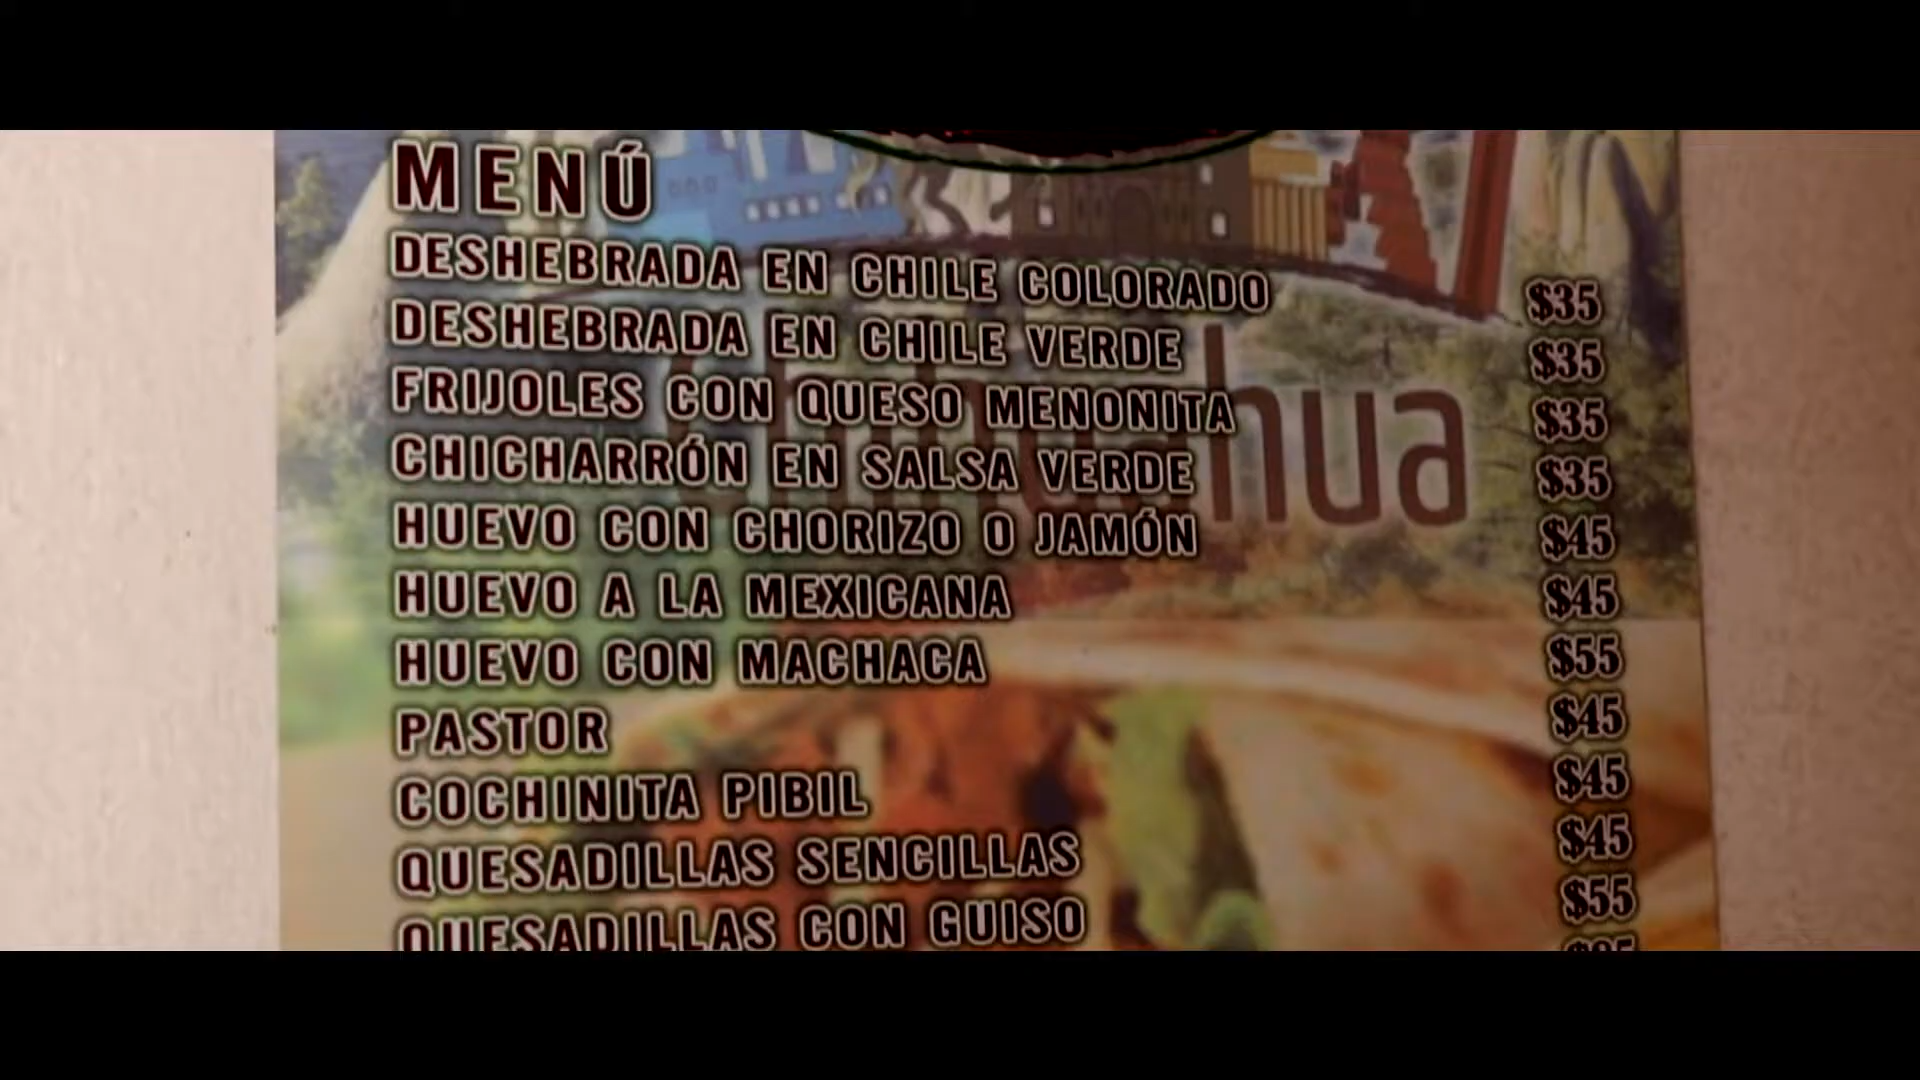 MENÚ
DESHEBRADA EN CHILE COLORADO $35
DESHEBRADA EN CHILE VERDE $35
FRIJOLES CON QUESO MENONITA $35
CHICHARRÓN EN SALSA VERDE $35
HUEVO CON CHORIZO O JAMÓN $45
HUEVO A LA MEXICANA $45
HUEVO CON MACHACA $55
PASTOR $45
COCHINITA PIBIL $45
QUESADILLAS SENCILLAS $45
QUESADILLAS CON GUISO $55
Chihuahua